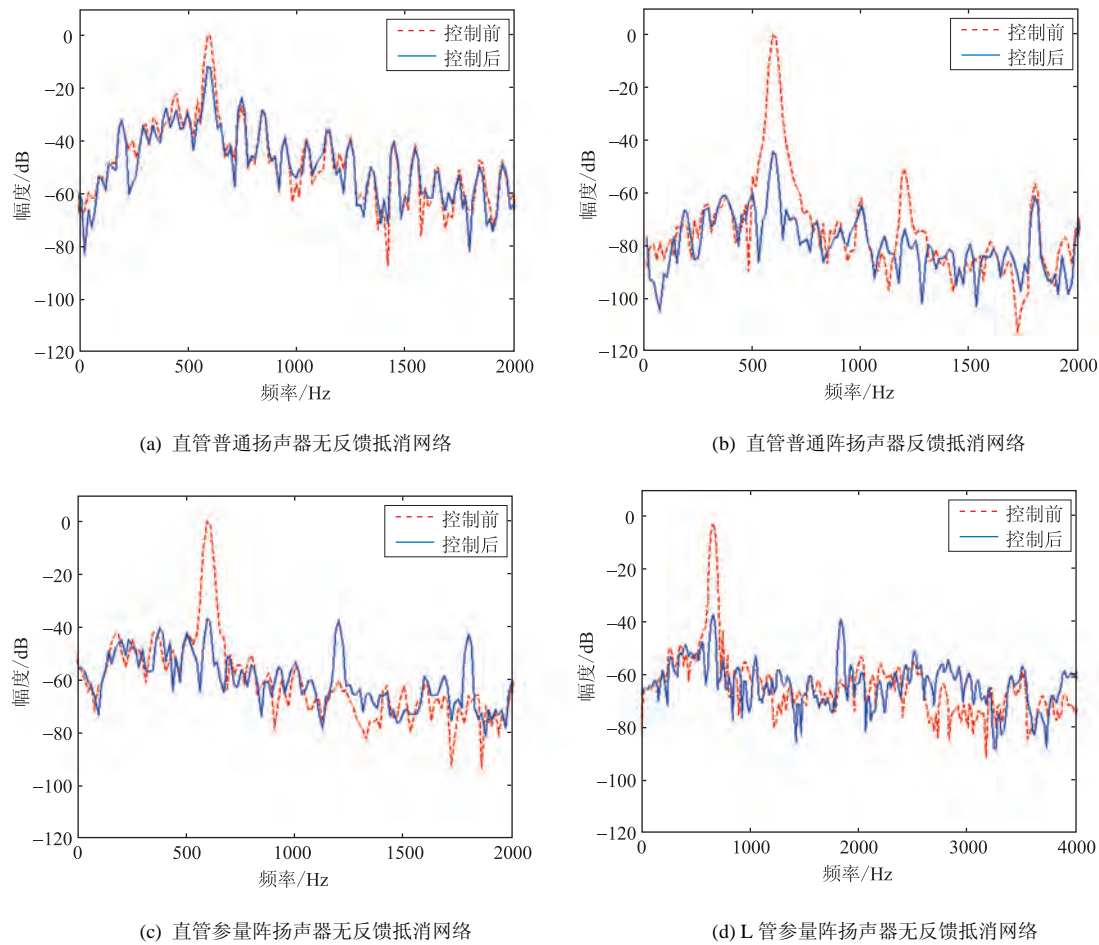 0
−20
−40
−60
−80
−100
−120
幅度/dB
控制前
控制后
0 500 1000 1500 2000
频率/Hz
(a) 直管普通扬声器无反馈抵消网络
0
−20
−40
−60
−80
−100
−120
幅度/dB
控制前
控制后
0 500 1000 1500 2000
频率/Hz
(b) 直管普通阵扬声器反馈抵消网络
0
−20
−40
−60
−80
−100
−120
幅度/dB
控制前
控制后
0 500 1000 1500 2000
频率/Hz
(c) 直管参量阵扬声器无反馈抵消网络
0
−20
−40
−60
−80
−100
−120
幅度/dB
控制前
控制后
0 1000 2000 3000 4000
频率/Hz
(d) L 管参量阵扬声器无反馈抵消网络